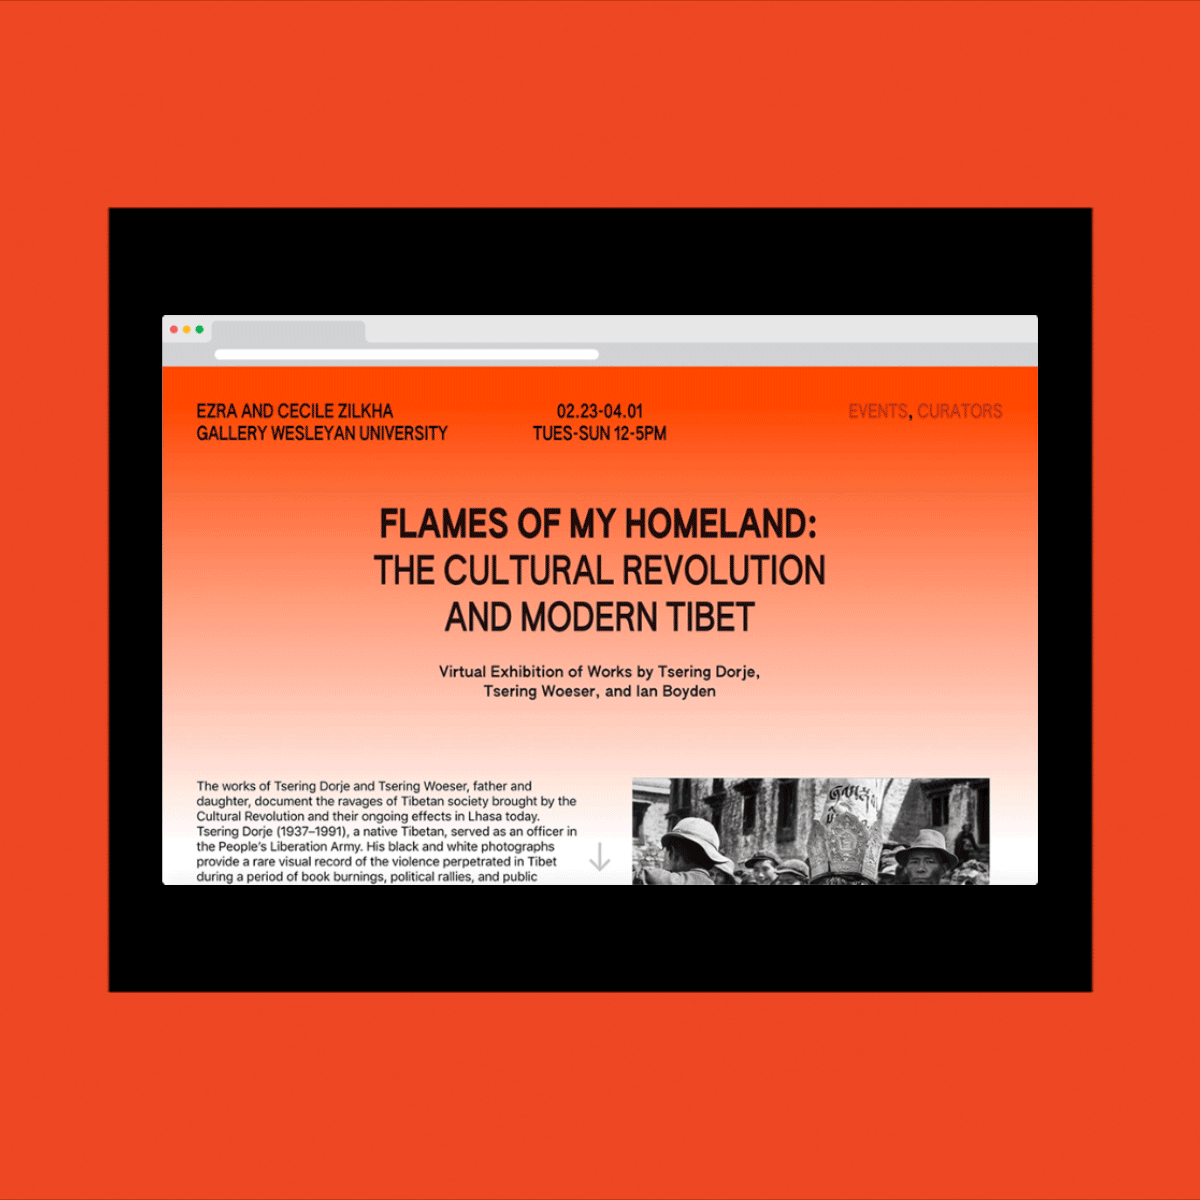 EZRA AND CECILE ZILKHA
GALLERY WESLEYAN UNIVERSITY
02.23-04.01
TUES-SUN 12-5PM
EVENTS, CURATORS
FLAMES OF MY HOMELAND:
THE CULTURAL REVOLUTION
AND MODERN TIBET
Virtual Exhibition of Works by Tsering Dorje,
Tsering Woeser, and Ian Boyden
The works of Tsering Dorje and Tsering Woeser, father and
daughter, document the ravages of Tibetan society brought by the
Cultural Revolution and their ongoing effects in Lhasa today.
Tsering Dorje (1937–1991), a native Tibetan, served as an officer in
the People's Liberation Army. His black and white photographs
provide a rare visual record of the violence perpetrated in Tibet
during a period of book burnings, political rallies, and public